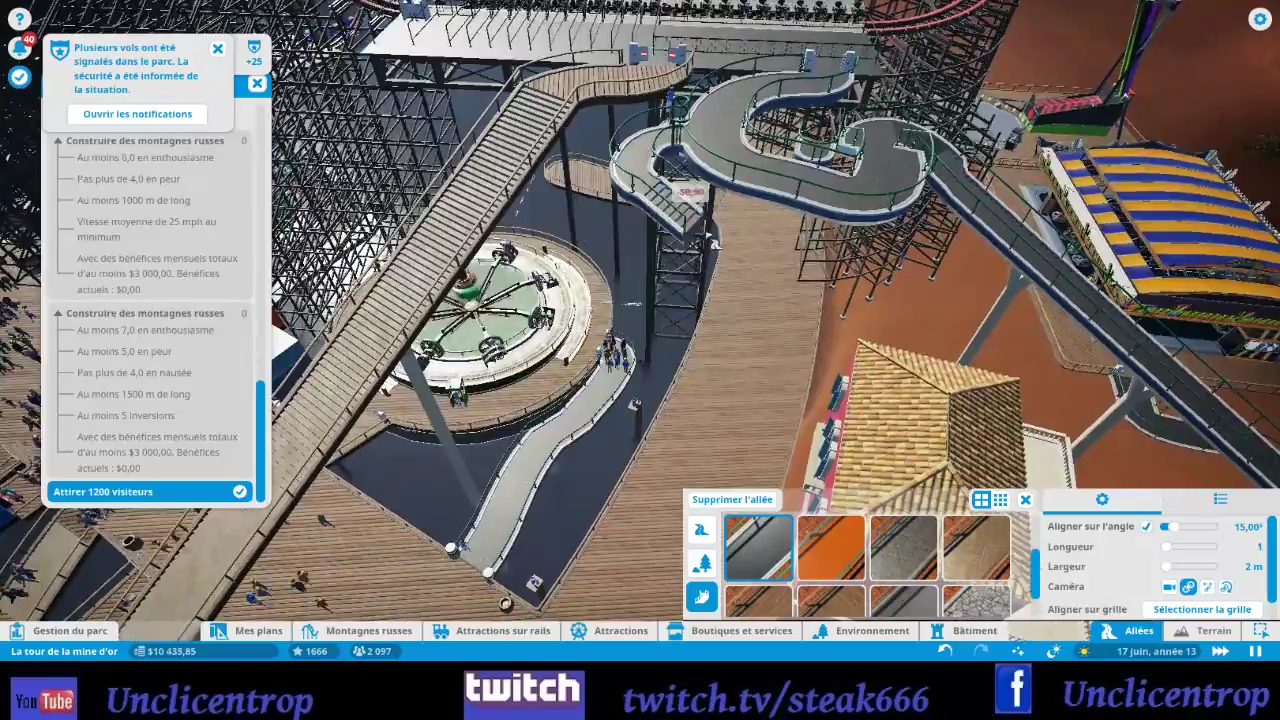 ?
40
Plusieurs vols ont été
signalés dans le parc. La
sécurité a été informée de
la situation.
Ouvrir les notifications
+25
Construire des montagnes russes 0
Au moins 6,0 en enthousiasme
Pas plus de 4,0 en peur
Au moins 1000 m de long
Vitesse moyenne de 25 mph au
minimum
Avec des bénéfices mensuels totaux
d'au moins $3 000,00. Bénéfices
actuels : $0,00
Construire des montagnes russes 0
Au moins 7,0 en enthousiasme
Au moins 5,0 en peur
Pas plus de 4,0 en nausée
Au moins 1500 m de long
Au moins 5 inversions
Avec des bénéfices mensuels totaux
d'au moins $3 000,00. Bénéfices
actuels : $0,00
Attirer 1200 visiteurs
Supprimer l'allée
Aligner sur l'angle 15,00°
Longueur 1
Largeur 2 m
Caméra
Aligner sur grille Sélectionner la grille
Gestion du parc Mes plans Montagnes russes Attractions sur rails Attractions Boutiques et services Environnement Bâtiment Allées Terrain
La tour de la mine d'or $10 435,85 1666 2 097 17 juin, année 13
YouTube Unclicentrop twitch twitch.tv/steak666 f Unclicentrop